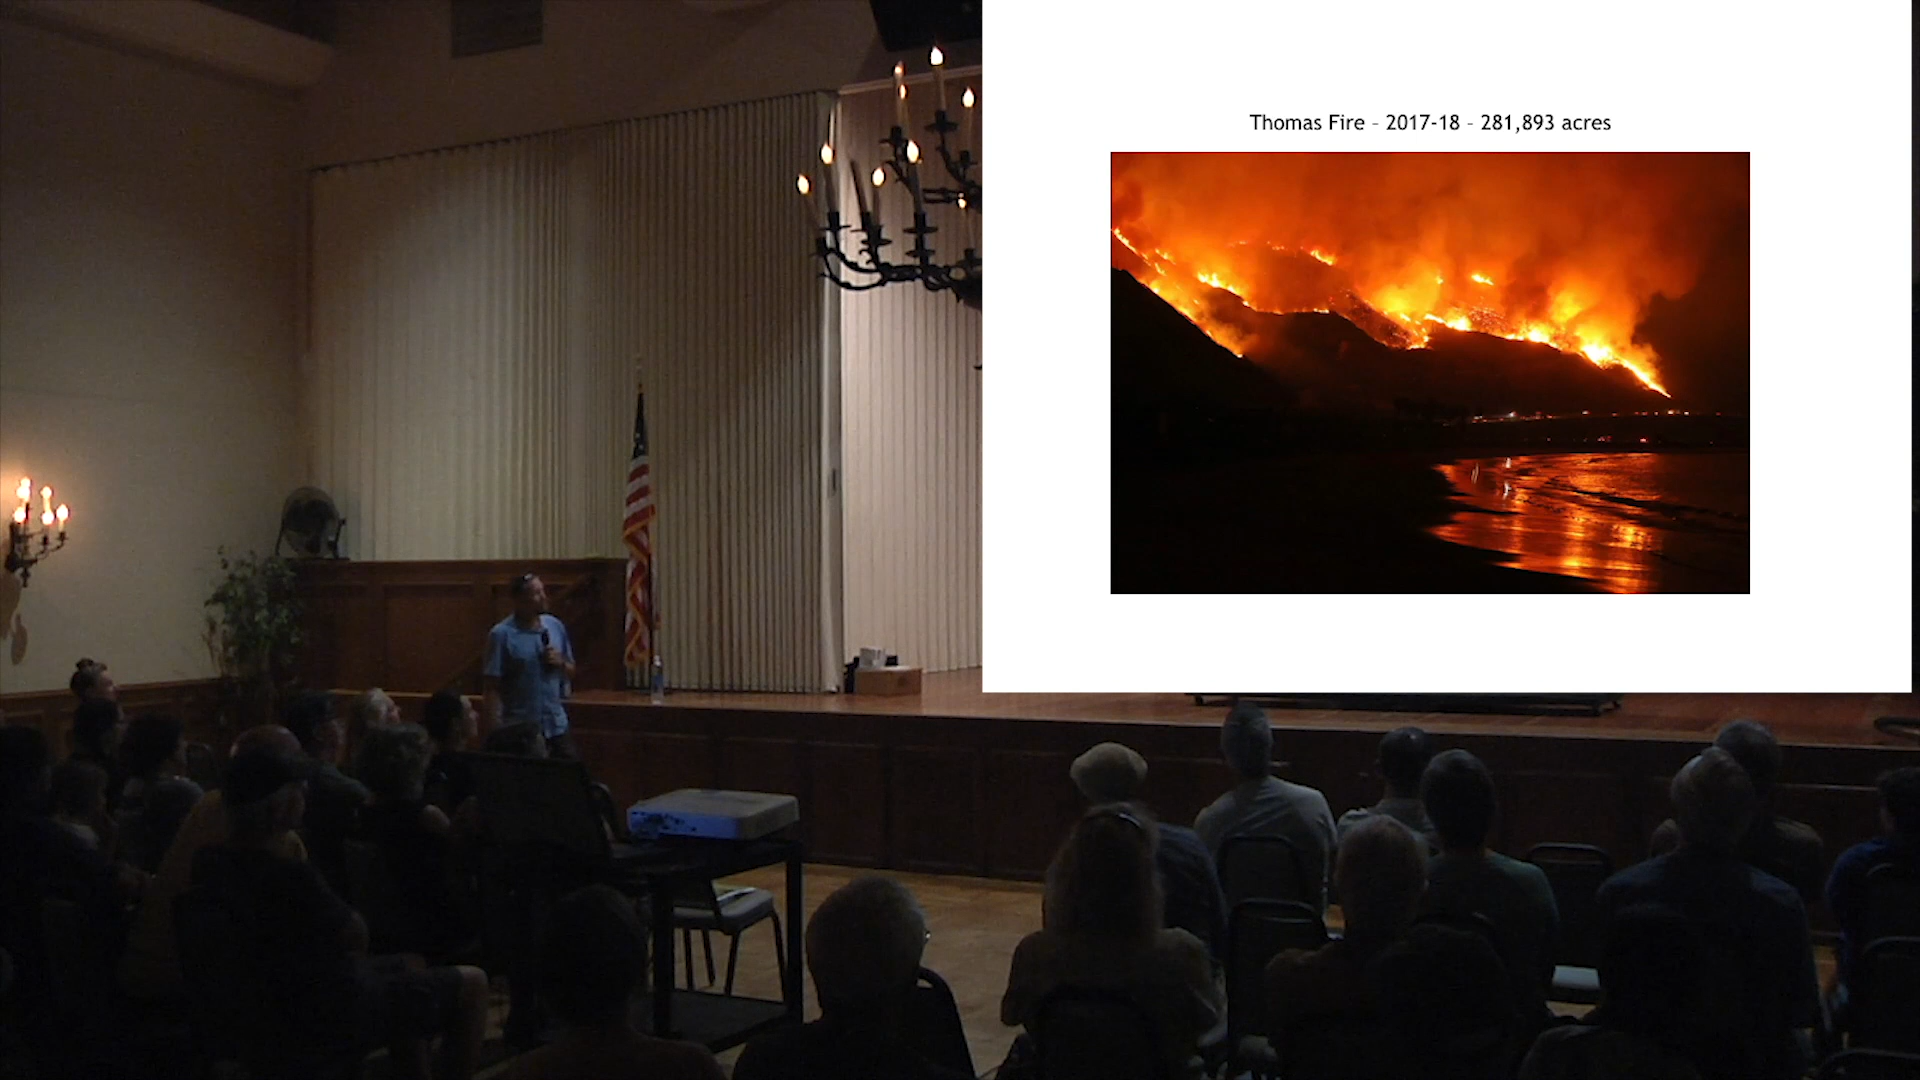 Thomas Fire – 2017-18 – 281,893 acres